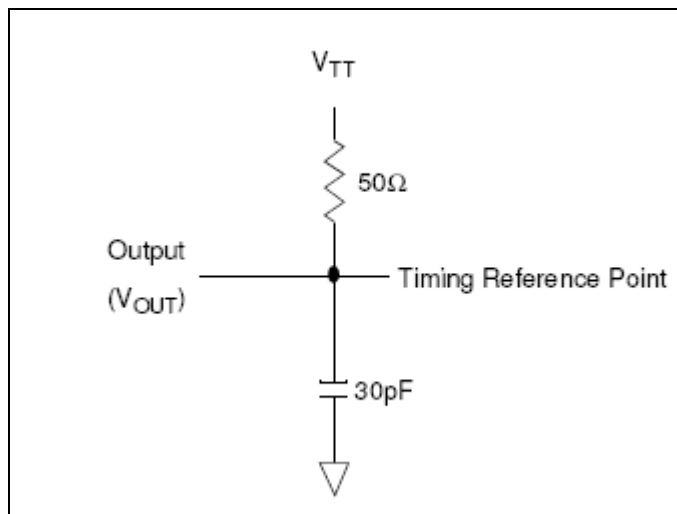 VTT
50Ω
Output
(VOUT)
Timing Reference Point
30pF